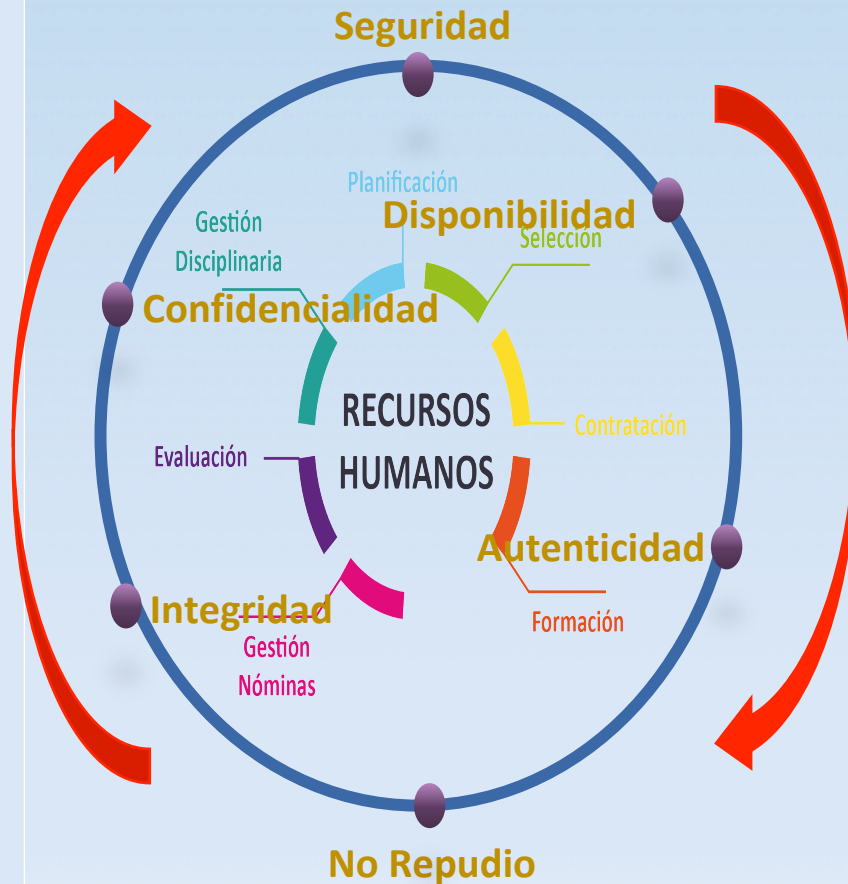 Seguridad
Planificación
Disponibilidad
Selección
Gestión
Disciplinaria
Confidencialidad
RECURSOS
HUMANOS
Contratación
Evaluación
Autenticidad
Formación
Integridad
Gestión
Nóminas
No Repudio